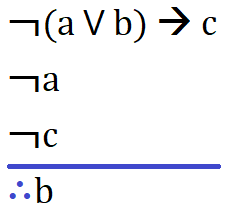 ¬(a ∨ b) → c
¬a
¬c
∴b